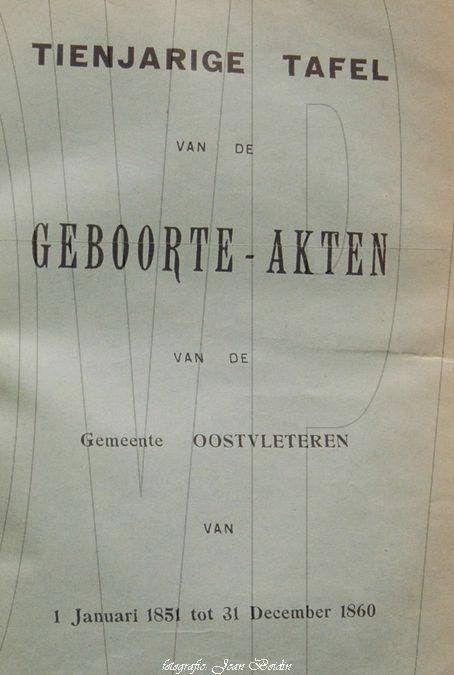 TIENJARIGE TAFEL
VAN DE
GEBOORTE - AKTEN
VAN DE
Gemeente OOSTVLETEREN
VAN
1 Januari 1851 tot 31 December 1860
fotografie: Joan Beidin